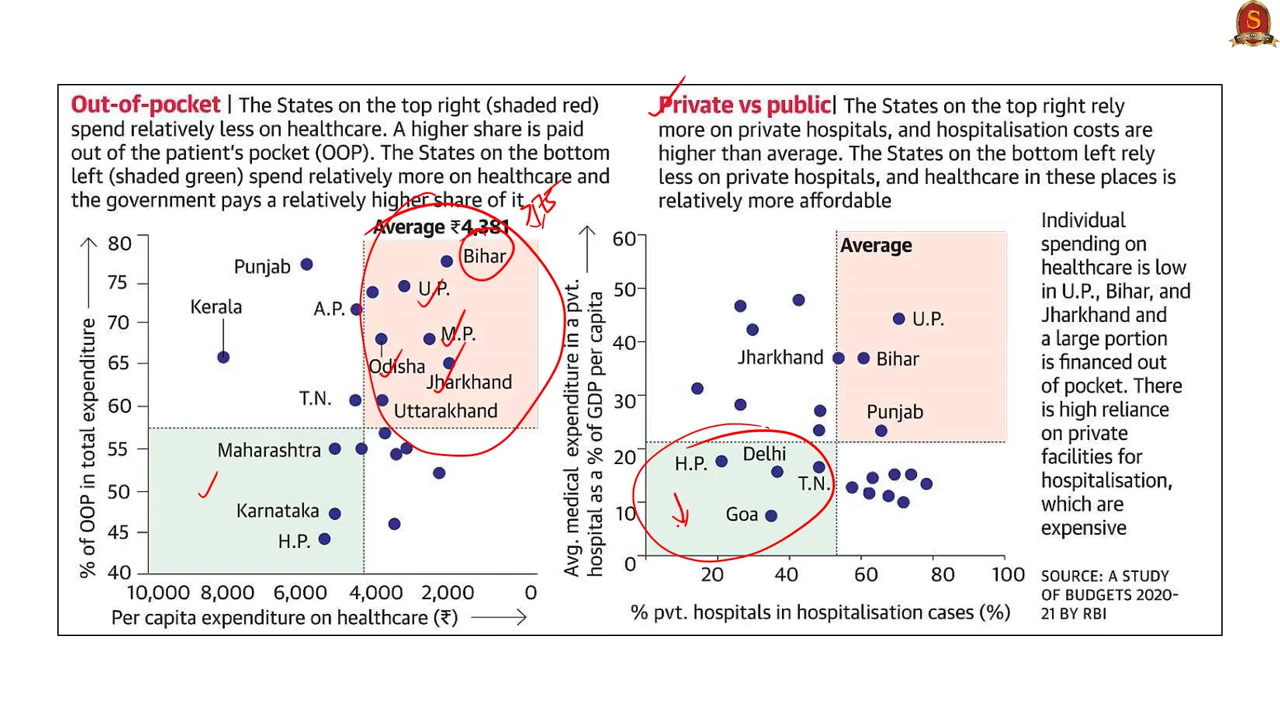 S
Out-of-pocket | The States on the top right (shaded red)
spend relatively less on healthcare. A higher share is paid
out of the patient's pocket (OOP). The States on the bottom
left (shaded green) spend relatively more on healthcare and
the government pays a relatively higher share of it
Average ₹4,381
80
75
70
65
60
55
50
45
40
% of OOP in total expenditure
Punjab
Bihar
Kerala
A.P.
U.P.
M.P.
Odisha
Jharkhand
T.N.
Uttarakhand
Maharashtra
Karnataka
H.P.
10,000 8,000 6,000 4,000 2,000 0
Per capita expenditure on healthcare (₹)
Private vs public| The States on the top right rely
more on private hospitals, and hospitalisation costs are
higher than average. The States on the bottom left rely
less on private hospitals, and healthcare in these places is
relatively more affordable
Avg. medical expenditure in a pvt.
hospital as a % of GDP per capita
60
50
40
30
20
10
0
Average
U.P.
Jharkhand
Bihar
Punjab
H.P.
Delhi
T.N.
Goa
20 40 60 80 100
% pvt. hospitals in hospitalisation cases (%)
Individual
spending on
healthcare is low
in U.P., Bihar, and
Jharkhand and
a large portion
is financed out
of pocket. There
is high reliance
on private
facilities for
hospitalisation,
which are
expensive
SOURCE: A STUDY
OF BUDGETS 2020-
21 BY RBI